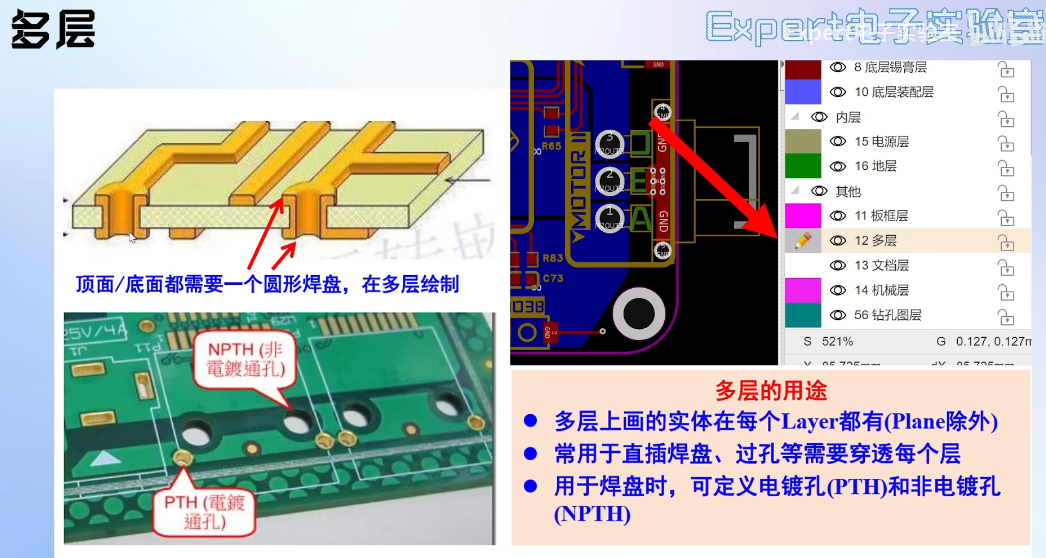 多层
Expert电子实验室
顶面/底面都需要一个圆形焊盘，在多层绘制
25V/4A
NPTH (非
電鍍通孔)
PTH (電鍍
通孔)
GND
R65
MOTOR
3
2
1
GND
GND
R83
C73
8 底层锡膏层
10 底层装配层
内层
15 电源层
16 地层
其他
11 板框层
12 多层
13 文档层
14 机械层
56 钻孔图层
S 521%
G 0.127, 0.127m
多层的用途
多层上画的实体在每个Layer都有(Plane除外)
常用于直插焊盘、过孔等需要穿透每个层
用于焊盘时，可定义电镀孔(PTH)和非电镀孔
(NPTH)